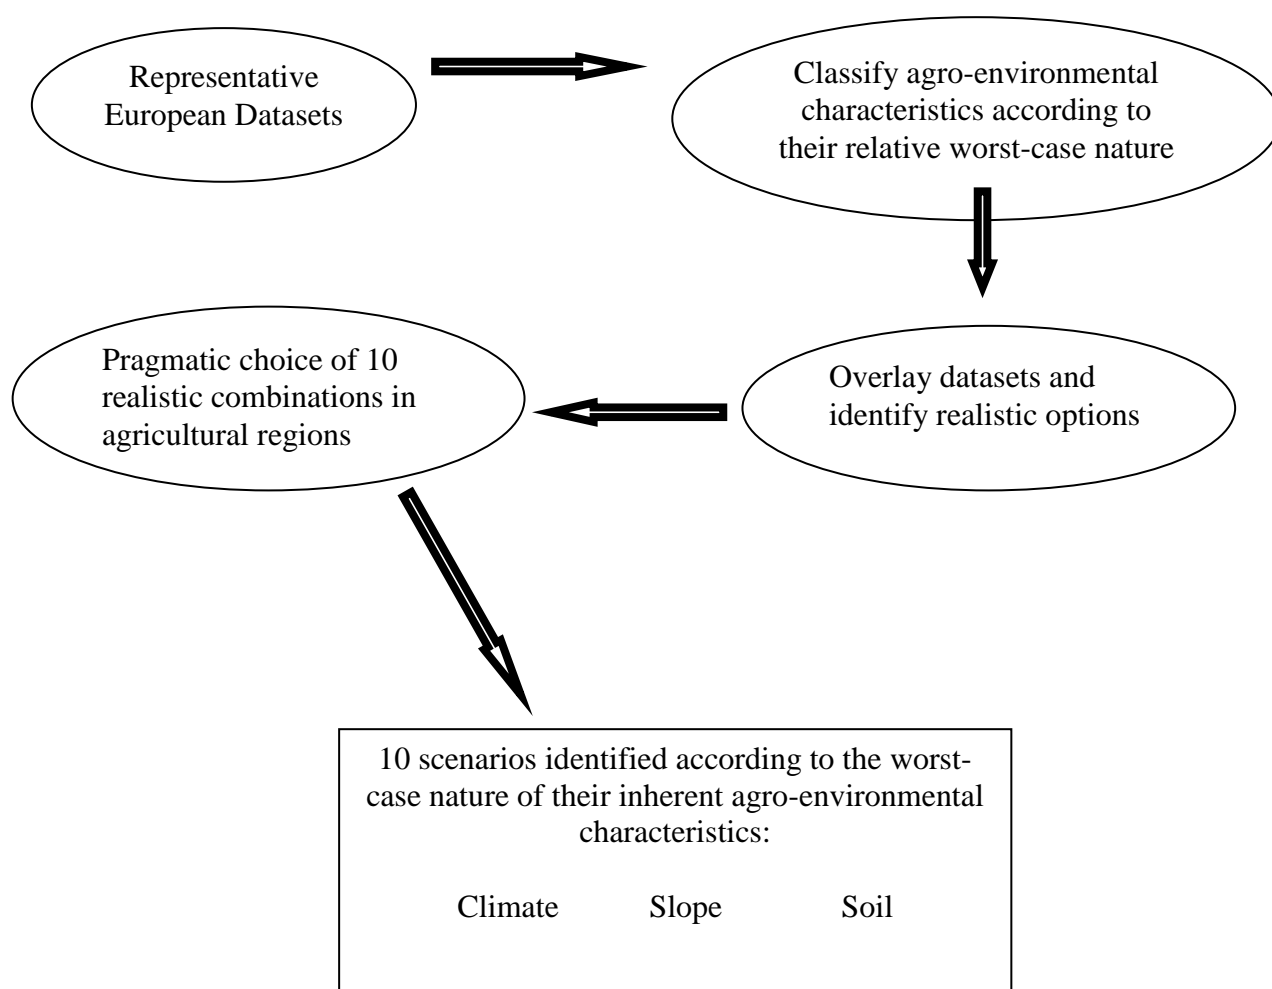 Representative
European Datasets
Classify agro-environmental
characteristics according to
their relative worst-case nature
Overlay datasets and
identify realistic options
Pragmatic choice of 10
realistic combinations in
agricultural regions
10 scenarios identified according to the worst-
case nature of their inherent agro-environmental
characteristics:
Climate Slope Soil